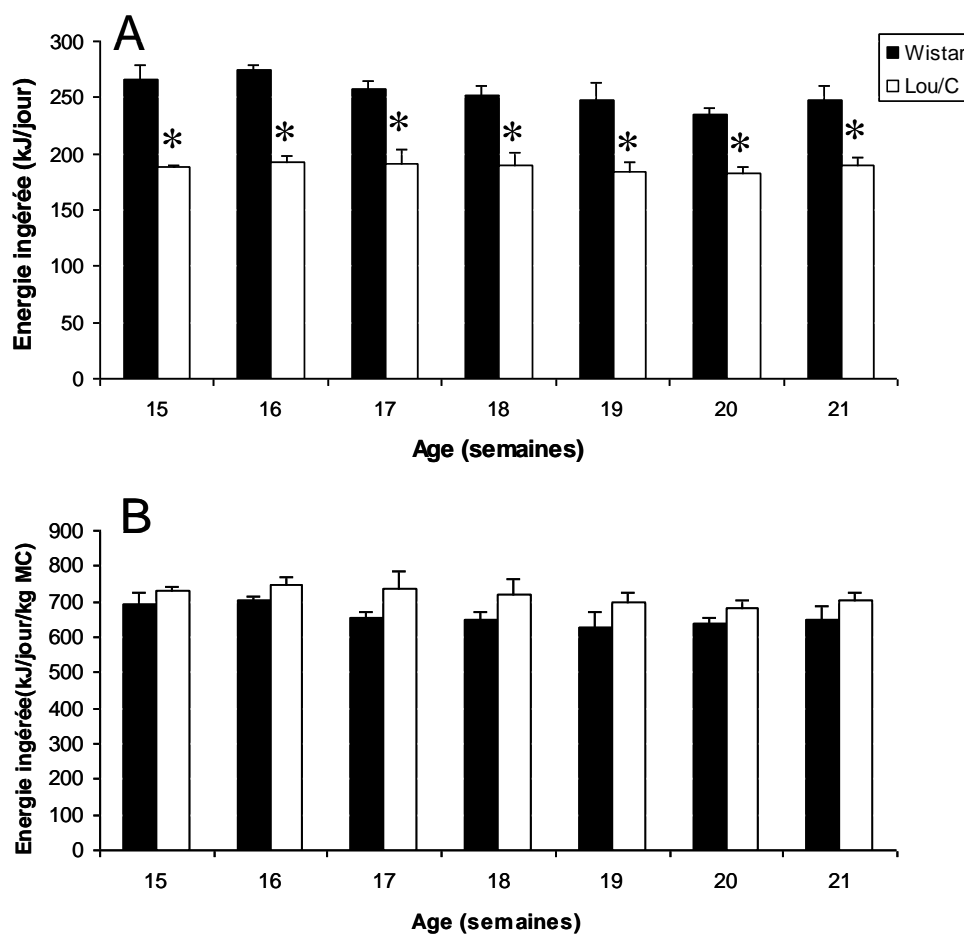 A
300
250
200
150
100
50
0
Energie ingérée (kJ/jour)
Wistar
Lou/C
* * * * * * *
15 16 17 18 19 20 21
Age (semaines)
B
900
800
700
600
500
400
300
200
100
0
Energie ingérée(kJ/jour/kg MC)
15 16 17 18 19 20 21
Age (semaines)